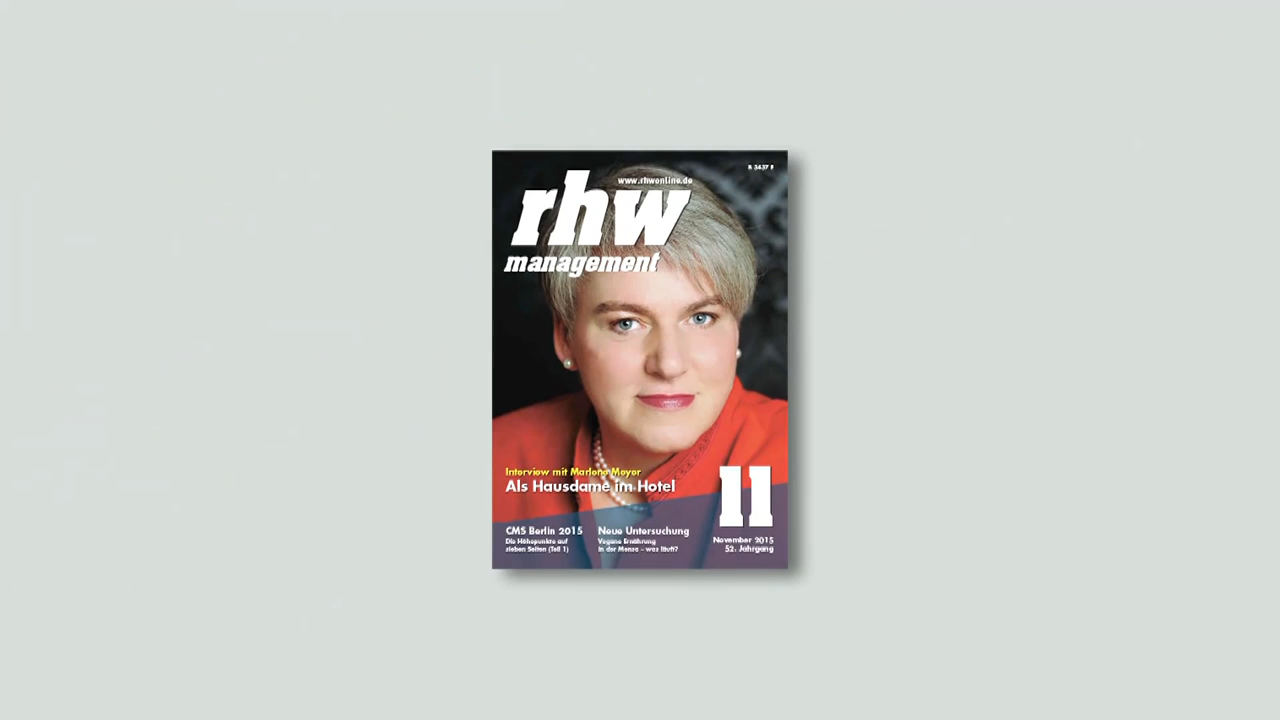 R 3437 F
www.rhwonline.de
rhw
management
Interview mit Marlene Meyer
Als Hausdame im Hotel
11
CMS Berlin 2015
Die Höhepunkte auf
sieben Seiten (Teil 1)
Neue Untersuchung
Vegane Ernährung
in der Mensa – was läuft?
November 2015
52. Jahrgang